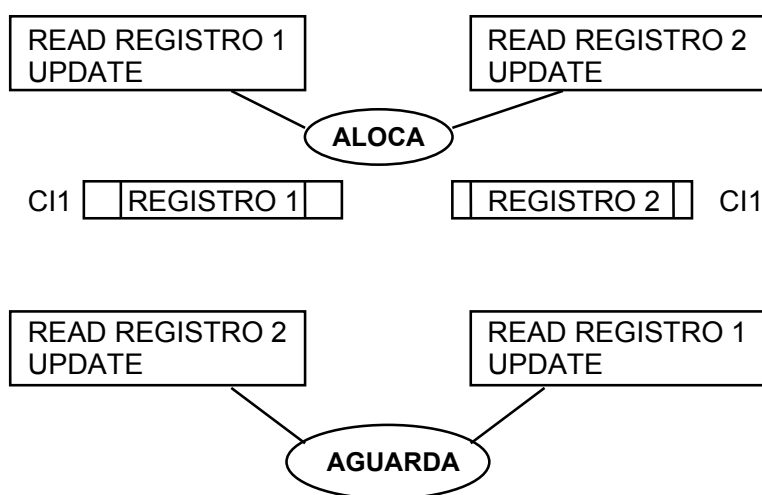 READ REGISTRO 1
UPDATE
READ REGISTRO 2
UPDATE
ALOCA
CI1 REGISTRO 1
REGISTRO 2 CI1
READ REGISTRO 2
UPDATE
READ REGISTRO 1
UPDATE
AGUARDA